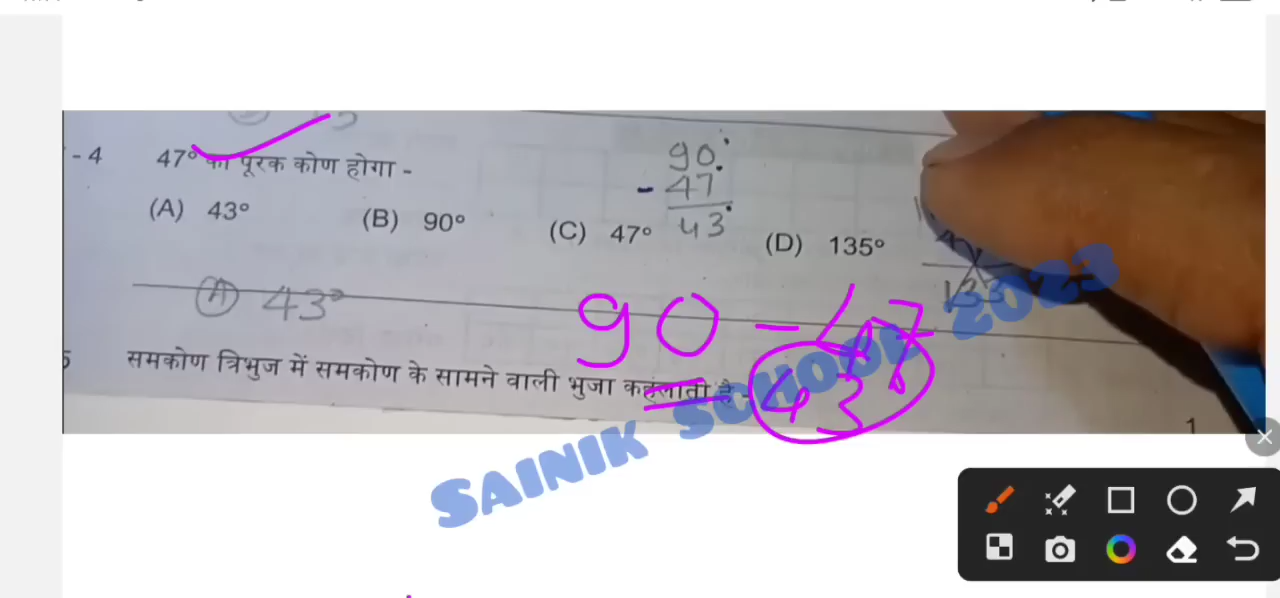 - 4 47° का पूरक कोण होगा -
(A) 43° (B) 90° (C) 47° (D) 135°
90°
- 47
43°
(A) 43°
133
90 - 47
43
समकोण त्रिभुज में समकोण के सामने वाली भुजा कहलाती है -
1
SAINIK SCHOOL 2023